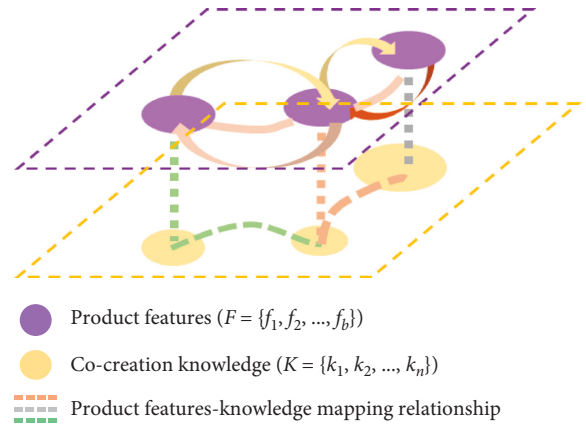 Product features (F = {f1, f2, ..., fb})
Co-creation knowledge (K = {k1, k2, ..., kn})
Product features-knowledge mapping relationship